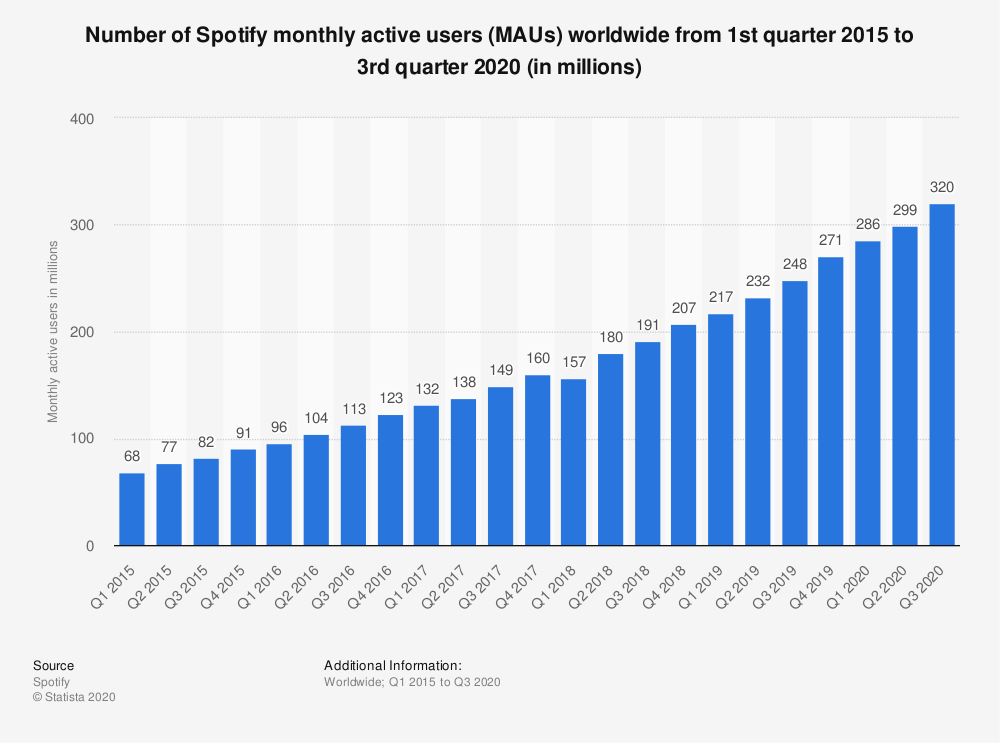 Number of Spotify monthly active users (MAUs) worldwide from 1st quarter 2015 to
3rd quarter 2020 (in millions)
Monthly active users in millions
400
300
200
100
0
68
77
82
91
96
104
113
123
132
138
149
160
157
180
191
207
217
232
248
271
286
299
320
Q1 2015
Q2 2015
Q3 2015
Q4 2015
Q1 2016
Q2 2016
Q3 2016
Q4 2016
Q1 2017
Q2 2017
Q3 2017
Q4 2017
Q1 2018
Q2 2018
Q3 2018
Q4 2018
Q1 2019
Q2 2019
Q3 2019
Q4 2019
Q1 2020
Q2 2020
Q3 2020
Source
Spotify
© Statista 2020
Additional Information:
Worldwide; Q1 2015 to Q3 2020